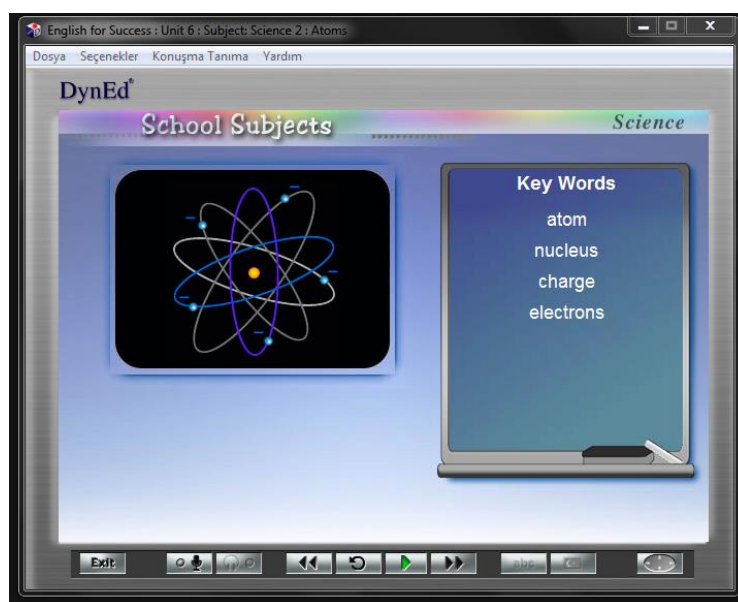 English for Success : Unit 6 : Subject: Science 2 : Atoms
Dosya Seçenekler Konuşma Tanıma Yardım
DynEd®
School Subjects
Science
Key Words
atom
nucleus
charge
electrons
Exit
abc